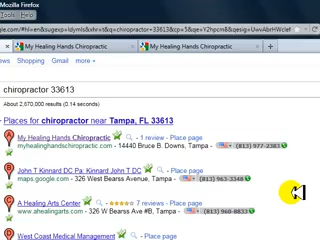 Mozilla Firefox
Tools Help
My Healing Hands Chiropractic
My Healing Hands Chiropractic
chiropractor 33613
About 2,670,000 results (0.14 seconds)
Places for chiropractor near Tampa, FL 33613
A My Healing Hands Chiropractic - 1 review - Place page
myhealinghandschiropractic.com - 14440 Bruce B. Downs, Tampa - (813) 977-2383
B John T Kinnard DC Pa: Kinnard John T DC - Place page
maps.google.com - 326 West Bearss Avenue, Tampa - (813) 963-3348
C A Healing Arts Center 7 reviews - Place page
www.ahealingarts.com - 326 W Bearss Ave #B, Tampa - (813) 960-8833
West Coast Medical Management - Place page